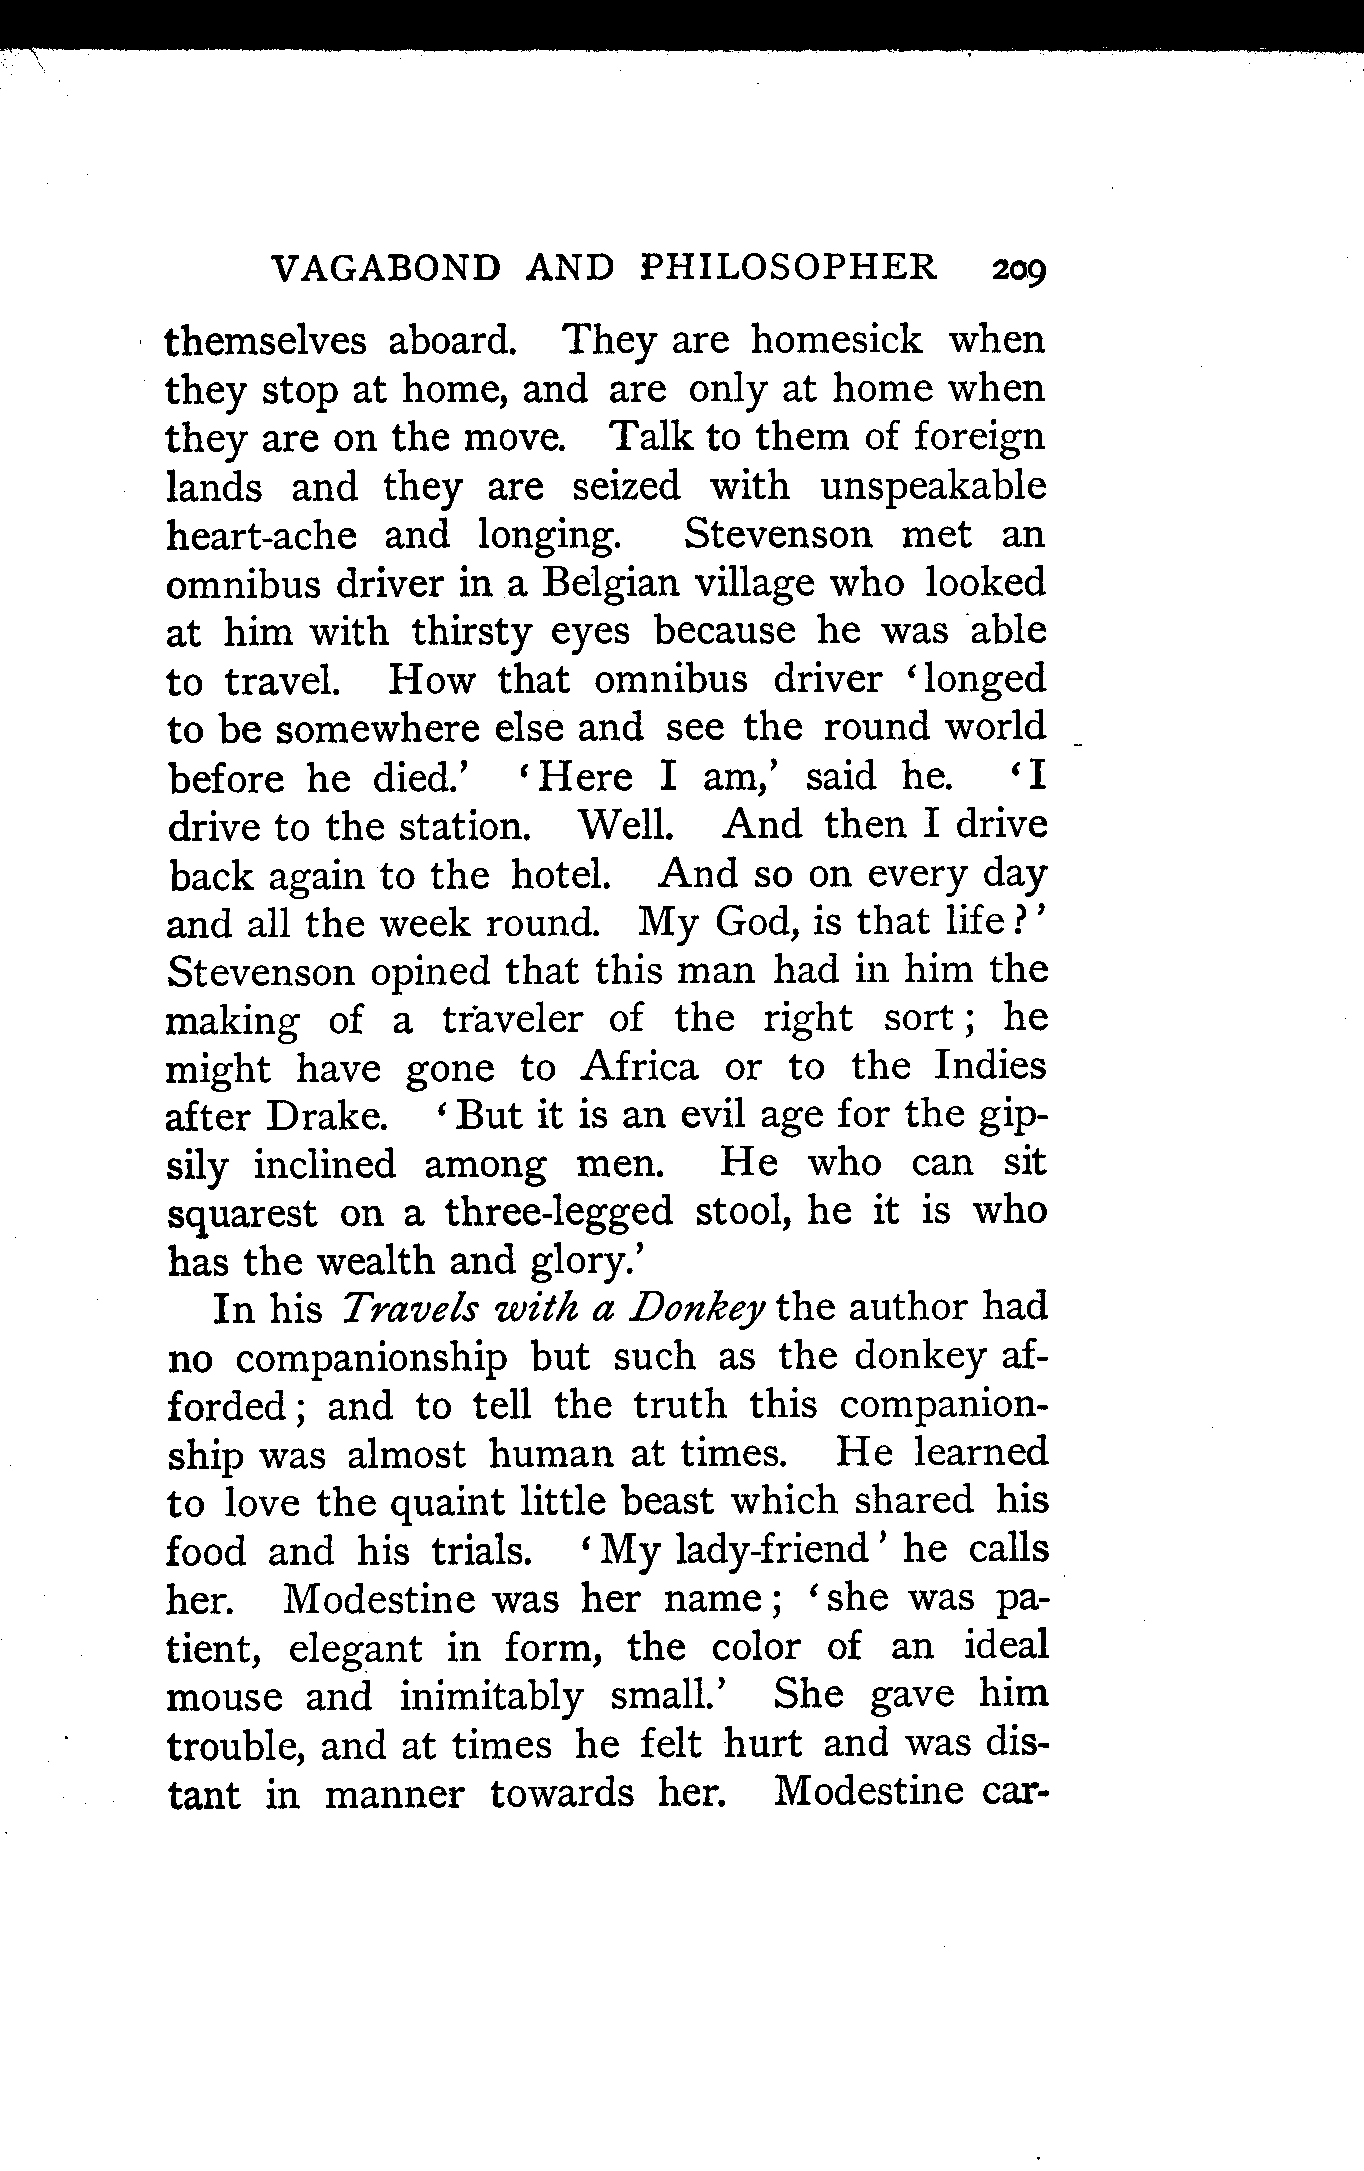 VAGABOND AND PHILOSOPHER 209
themselves aboard. They are homesick when
they stop at home, and are only at home when
they are on the move. Talk to them of foreign
lands and they are seized with unspeakable
heart-ache and longing. Stevenson met an
omnibus driver in a Belgian village who looked
at him with thirsty eyes because he was able
to travel. How that omnibus driver ‘longed
to be somewhere else and see the round world
before he died.’ ‘Here I am,’ said he. ‘I
drive to the station. Well. And then I drive
back again to the hotel. And so on every day
and all the week round. My God, is that life?’
Stevenson opined that this man had in him the
making of a traveler of the right sort; he
might have gone to Africa or to the Indies
after Drake. ‘But it is an evil age for the gip-
sily inclined among men. He who can sit
squarest on a three-legged stool, he it is who
has the wealth and glory.’
In his Travels with a Donkey the author had
no companionship but such as the donkey af-
forded; and to tell the truth this companion-
ship was almost human at times. He learned
to love the quaint little beast which shared his
food and his trials. ‘My lady-friend’ he calls
her. Modestine was her name; ‘she was pa-
tient, elegant in form, the color of an ideal
mouse and inimitably small.’ She gave him
trouble, and at times he felt hurt and was dis-
tant in manner towards her. Modestine car-